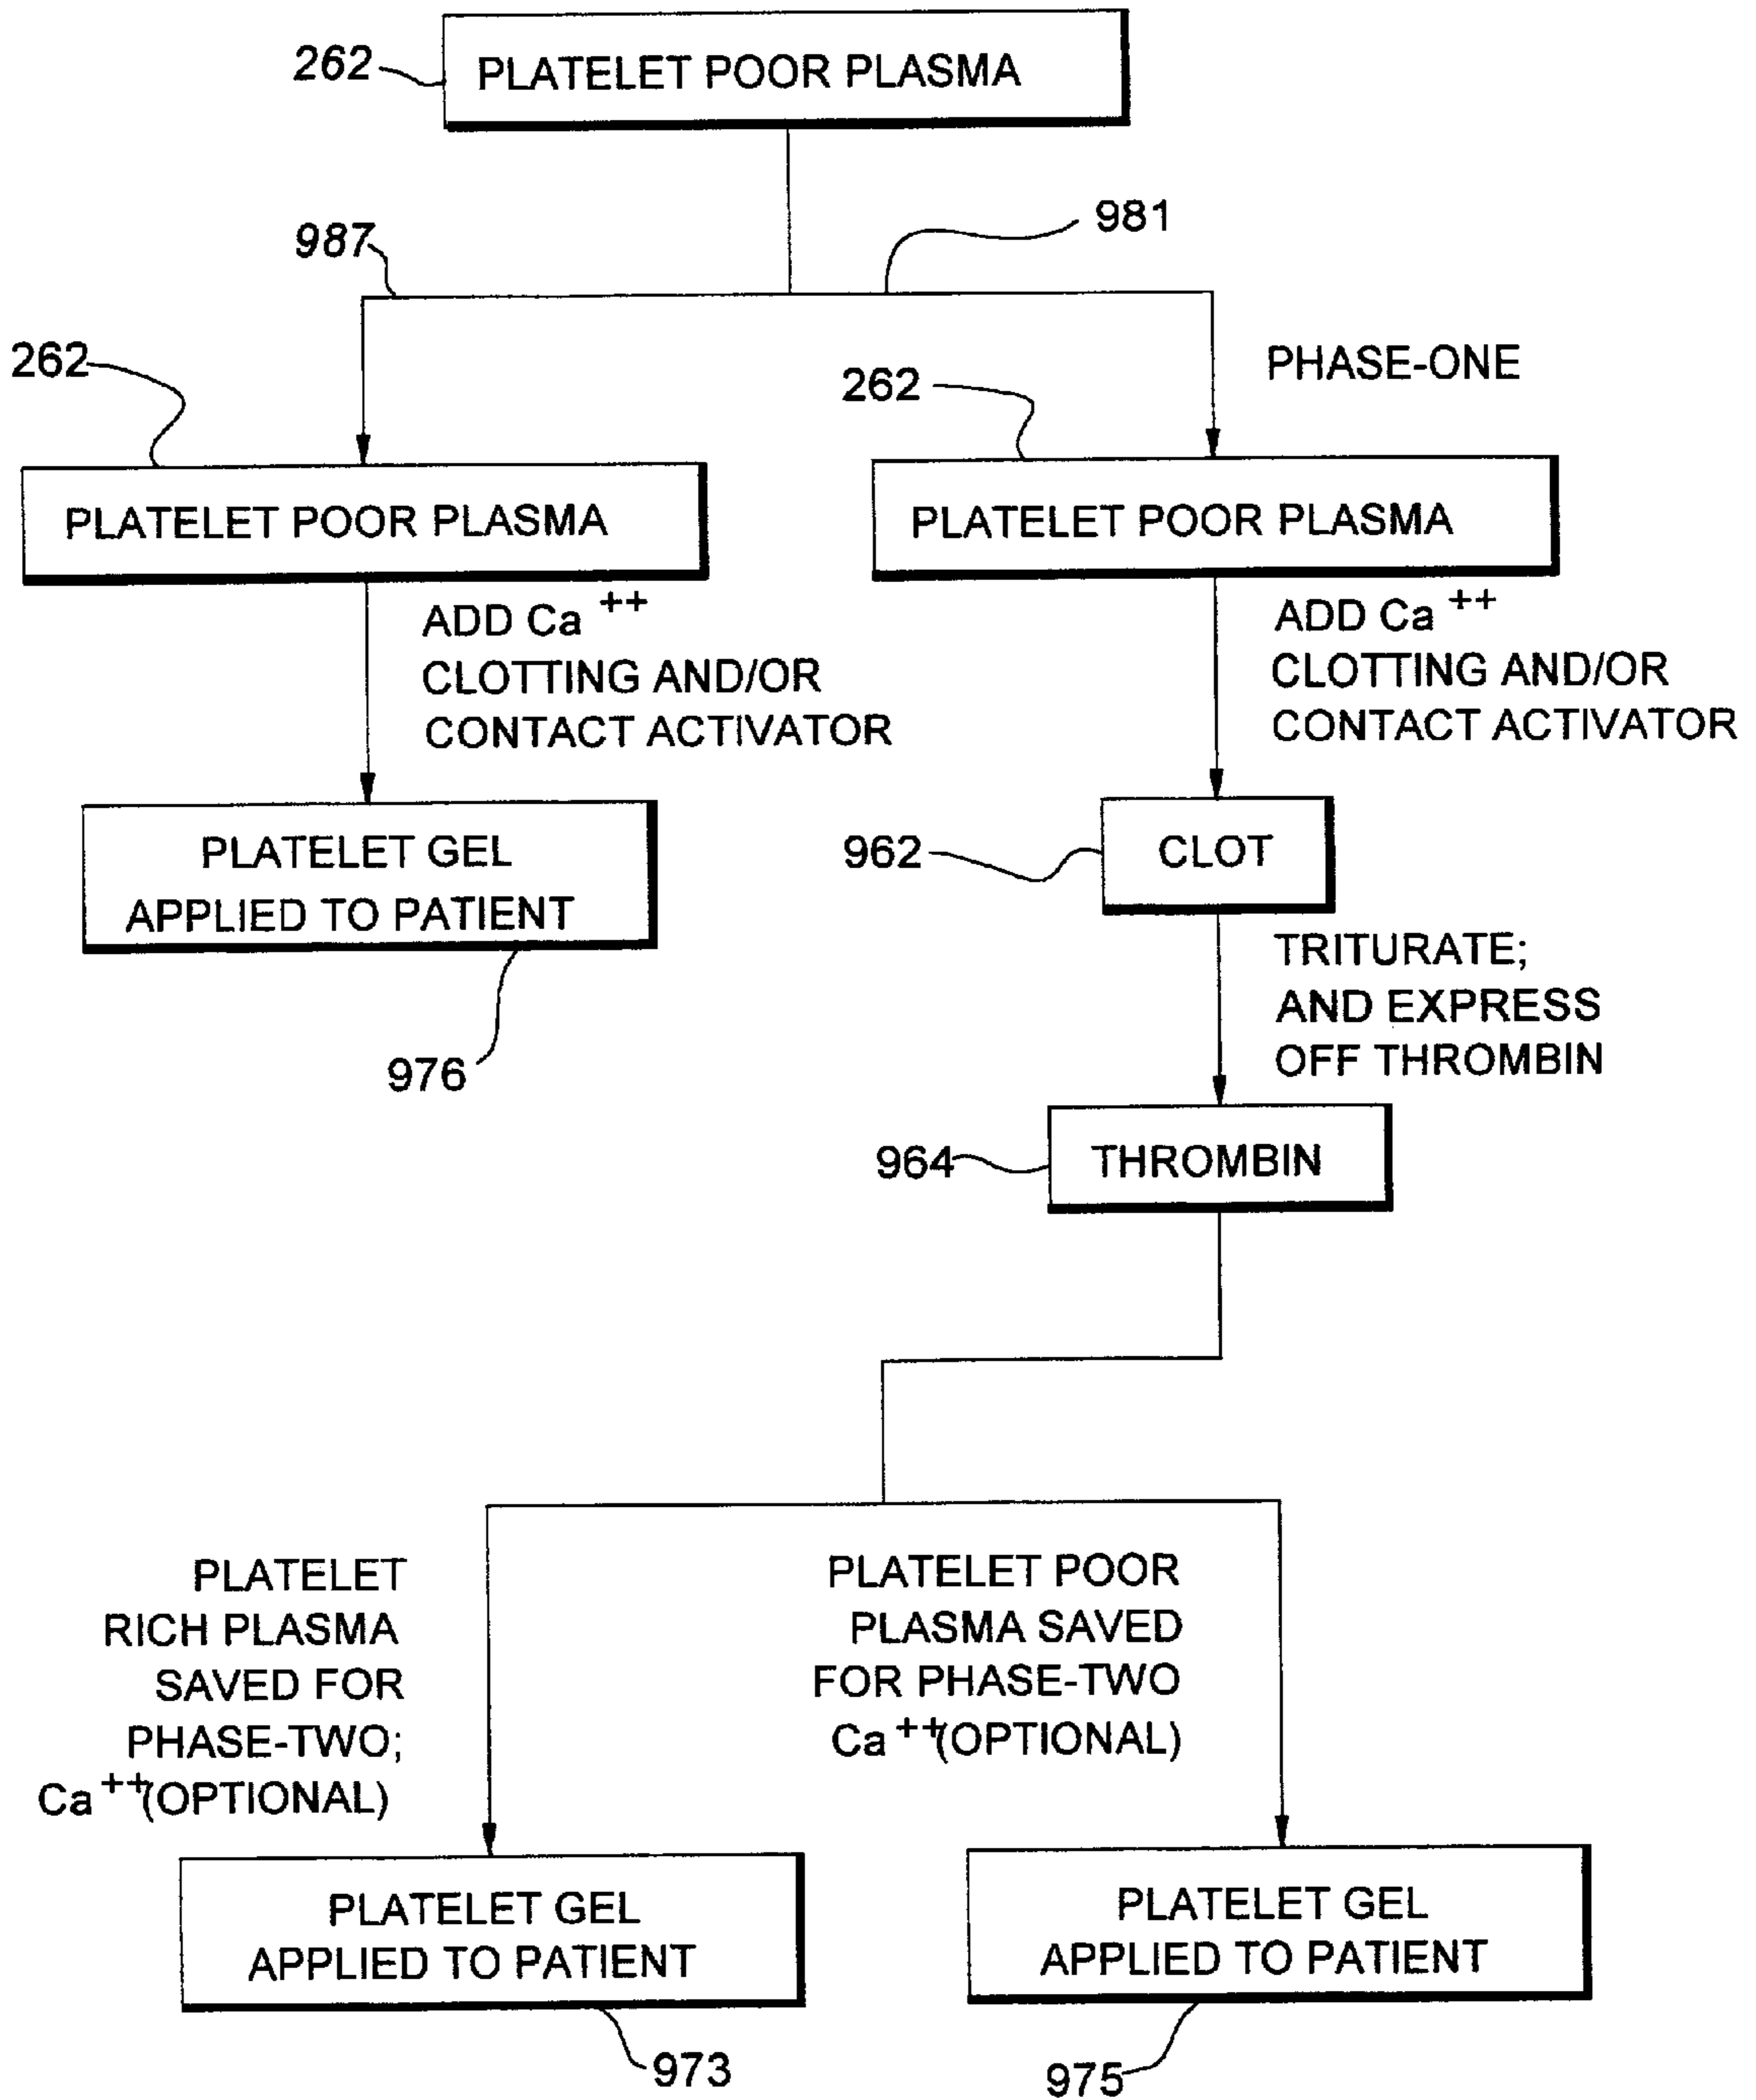 262
PLATELET POOR PLASMA
987
981
262
262
PHASE-ONE
PLATELET POOR PLASMA
PLATELET POOR PLASMA
ADD Ca ++
CLOTTING AND/OR
CONTACT ACTIVATOR
ADD Ca ++
CLOTTING AND/OR
CONTACT ACTIVATOR
PLATELET GEL
APPLIED TO PATIENT
976
962
CLOT
TRITURATE;
AND EXPRESS
OFF THROMBIN
964
THROMBIN
PLATELET
RICH PLASMA
SAVED FOR
PHASE-TWO;
Ca ++(OPTIONAL)
PLATELET POOR
PLASMA SAVED
FOR PHASE-TWO
Ca ++(OPTIONAL)
PLATELET GEL
APPLIED TO PATIENT
973
PLATELET GEL
APPLIED TO PATIENT
975